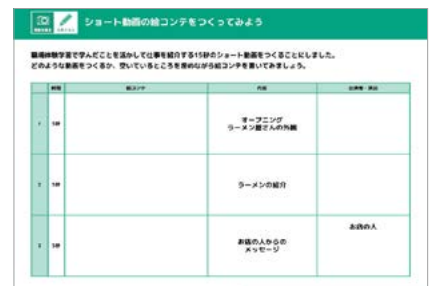 ショート動画の絵コンテをつくってみよう
職場体験学習で学んだことを活かして仕事を紹介する15秒のショート動画をつくることにしました。
どのような動画をつくるか、空いているところを埋めながら絵コンテを書いてみましょう。
時間 絵コンテ 内容
1 5秒 オープニング
ラーメン屋さんの外観
2 5秒 ラーメンの紹介
3 5秒 お店の人からの
メッセージ
お店の人